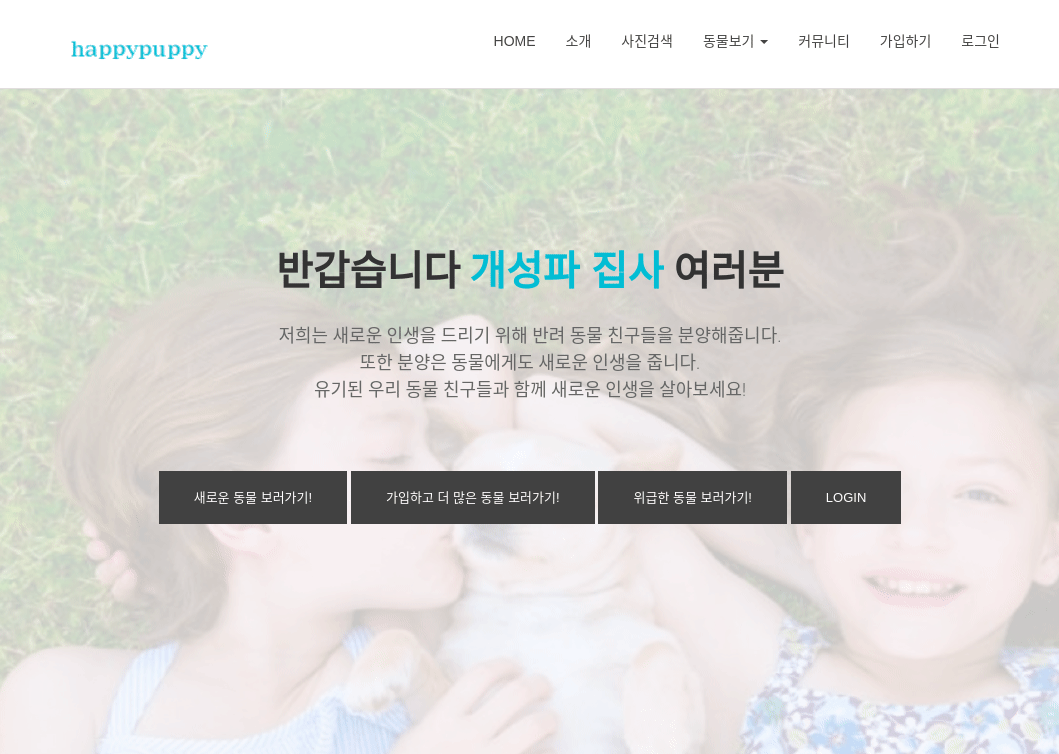 happypuppy
HOME 소개 사진검색 동물보기 커뮤니티 가입하기 로그인
반갑습니다 개성파 집사 여러분
저희는 새로운 인생을 드리기 위해 반려 동물 친구들을 분양해줍니다.
또한 분양은 동물에게도 새로운 인생을 줍니다.
유기된 우리 동물 친구들과 함께 새로운 인생을 살아보세요!
새로운 동물 보러가기! 가입하고 더 많은 동물 보러가기! 위급한 동물 보러가기! LOGIN